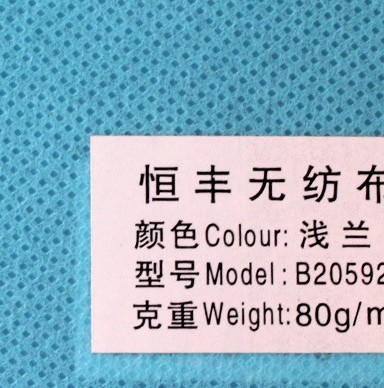 恒丰无纺布
颜色Colour: 浅兰
型号Model: B20592
克重Weight:80g/m